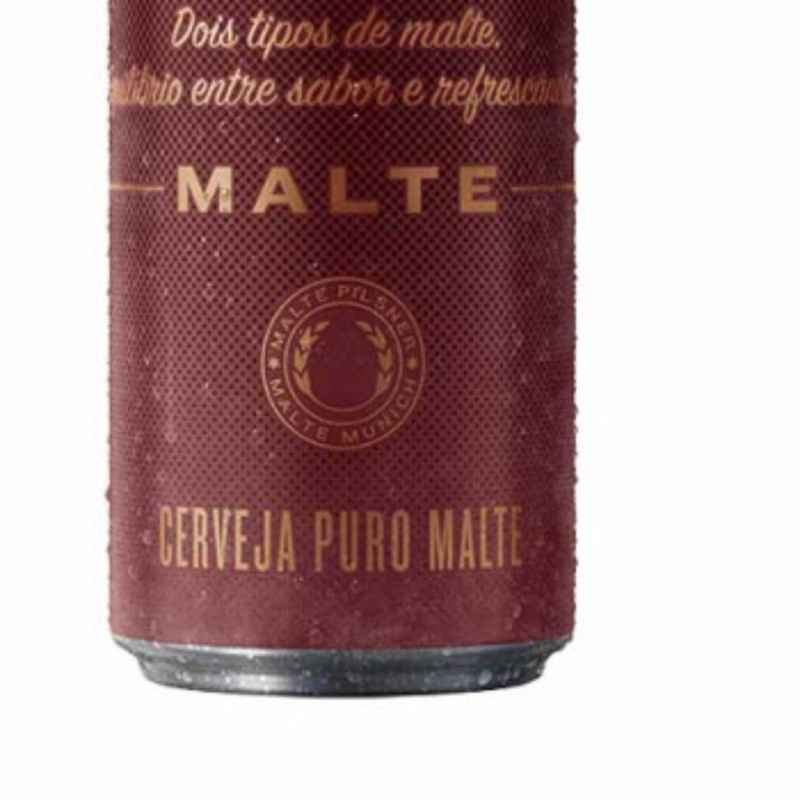 Dois tipos de malte.
entre sabor e
MALTE
MALTE PILSNER
MALTE MUNICH
CERVEJA PURO MALTE